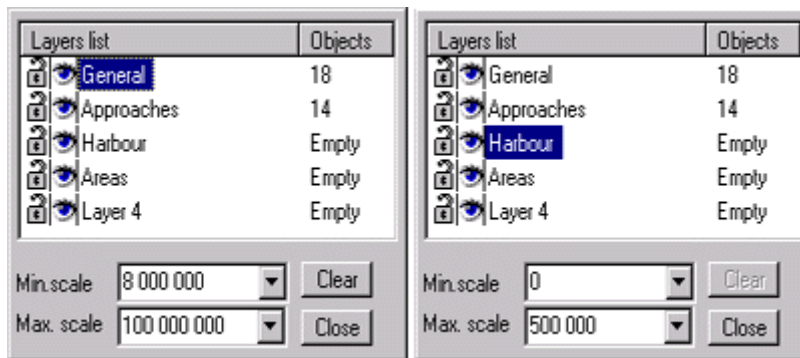 Layers list Objects
General 18
Approaches 14
Harbour Empty
Areas Empty
Layer 4 Empty
Min.scale 8 000 000 Clear
Max. scale 100 000 000 Close
Layers list Objects
General 18
Approaches 14
Harbour Empty
Areas Empty
Layer 4 Empty
Min.scale 0 Clear
Max. scale 500 000 Close